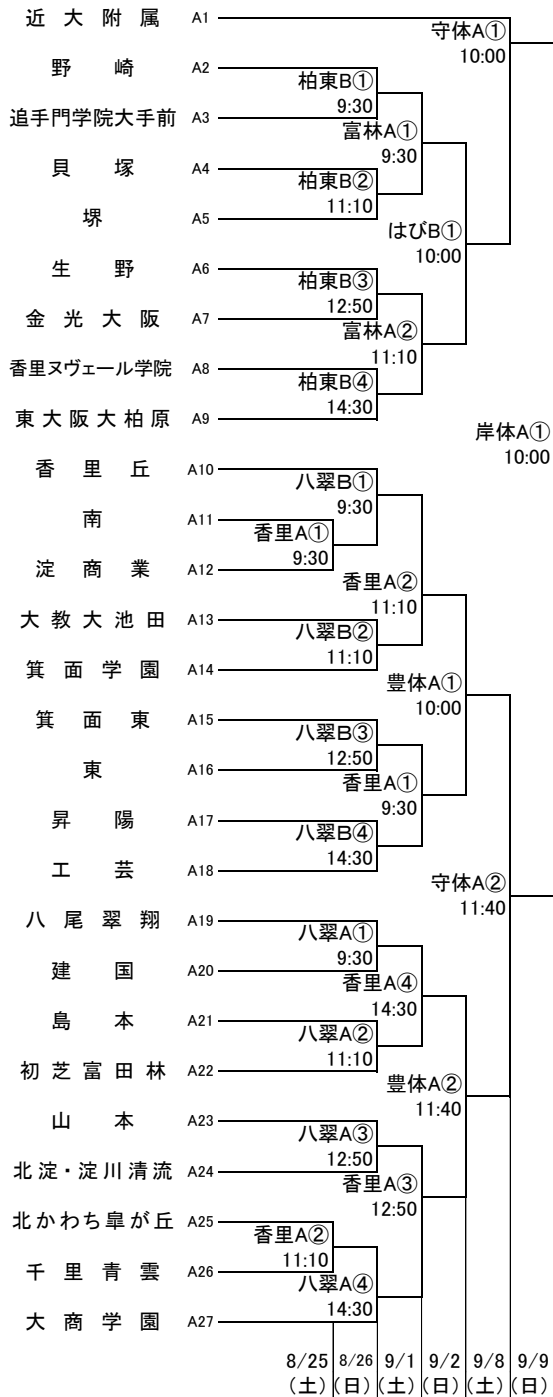 近大附属 A1
守体A①
10:00
野崎 A2
柏東B①
9:30
追手門学院大手前 A3
富林A①
9:30
貝塚 A4
柏東B②
11:10
堺 A5
はびB①
10:00
生野 A6
柏東B③
12:50
金光大阪 A7
富林A②
11:10
香里ヌヴェール学院 A8
柏東B④
14:30
東大阪大柏原 A9
岸体A①
10:00
香里丘 A10
八翠B①
9:30
南 A11
香里A①
9:30
淀商業 A12
香里A②
11:10
大教大池田 A13
八翠B②
11:10
箕面学園 A14
豊体A①
10:00
箕面東 A15
八翠B③
12:50
東 A16
香里A①
9:30
昇陽 A17
八翠B④
14:30
工芸 A18
守体A②
11:40
八尾翠翔 A19
八翠A①
9:30
建国 A20
香里A④
14:30
島本 A21
八翠A②
11:10
初芝富田林 A22
豊体A②
11:40
山本 A23
八翠A③
12:50
北淀・淀川清流 A24
香里A③
12:50
北かわち皐が丘 A25
香里A②
11:10
千里青雲 A26
八翠A④
14:30
大商学園 A27
8/25 8/26 9/1 9/2 9/8 9/9
(土) (日) (土) (日) (土) (日)